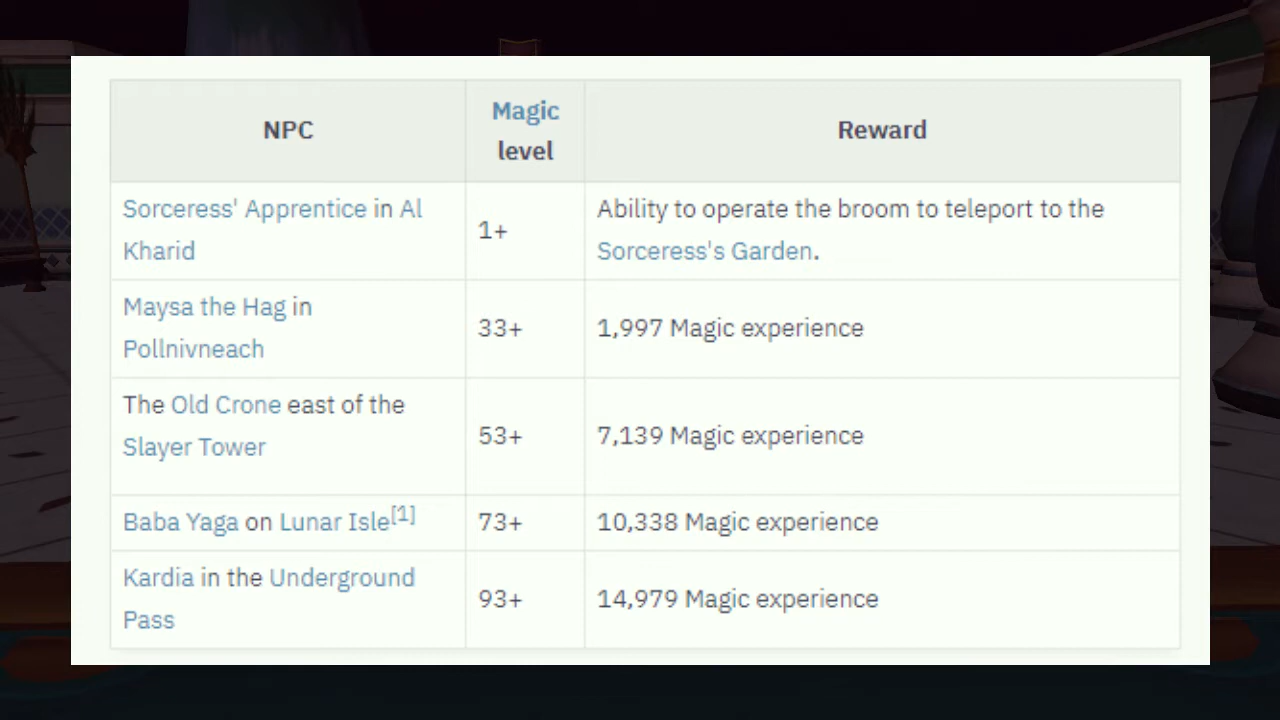 NPC
Magic
level
Reward
Sorceress' Apprentice in Al
Kharid
1+
Ability to operate the broom to teleport to the
Sorceress's Garden.
Maysa the Hag in
Pollnivneach
33+
1,997 Magic experience
The Old Crone east of the
Slayer Tower
53+
7,139 Magic experience
Baba Yaga on Lunar Isle[1]
73+
10,338 Magic experience
Kardia in the Underground
Pass
93+
14,979 Magic experience